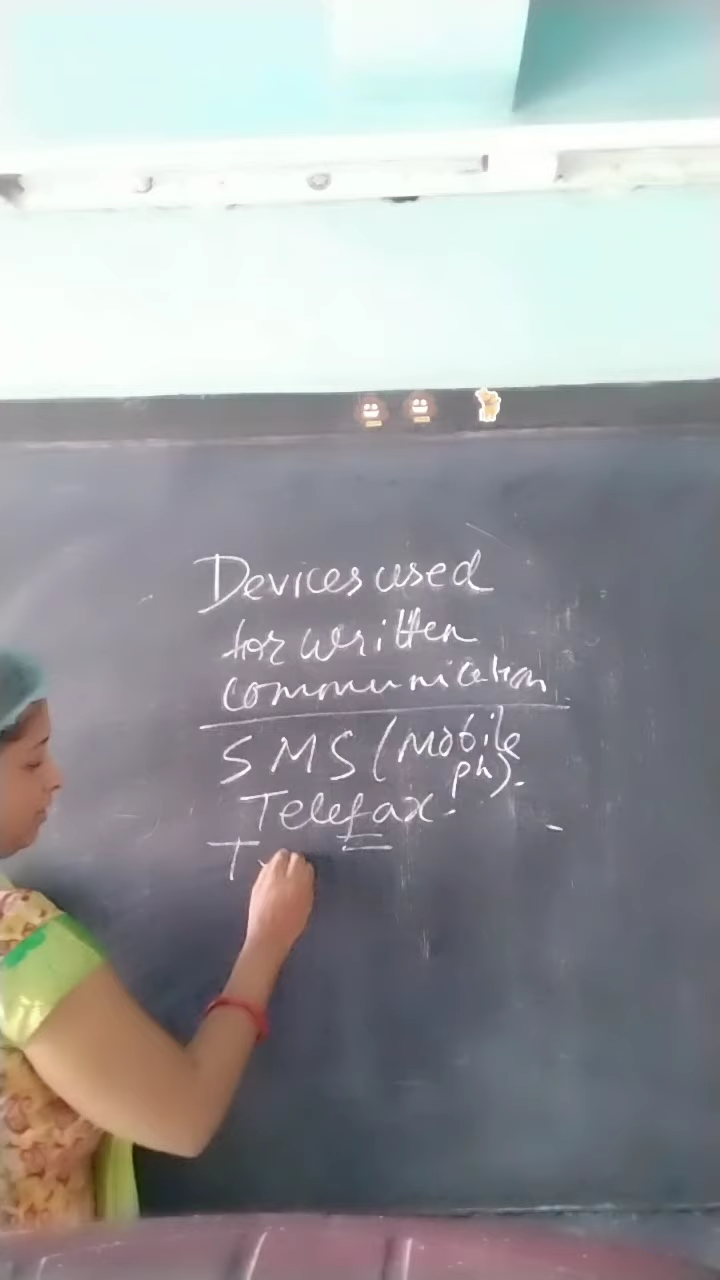 Devices used
for written
communication
SMS (Mobile
ph).
Telefax.
T